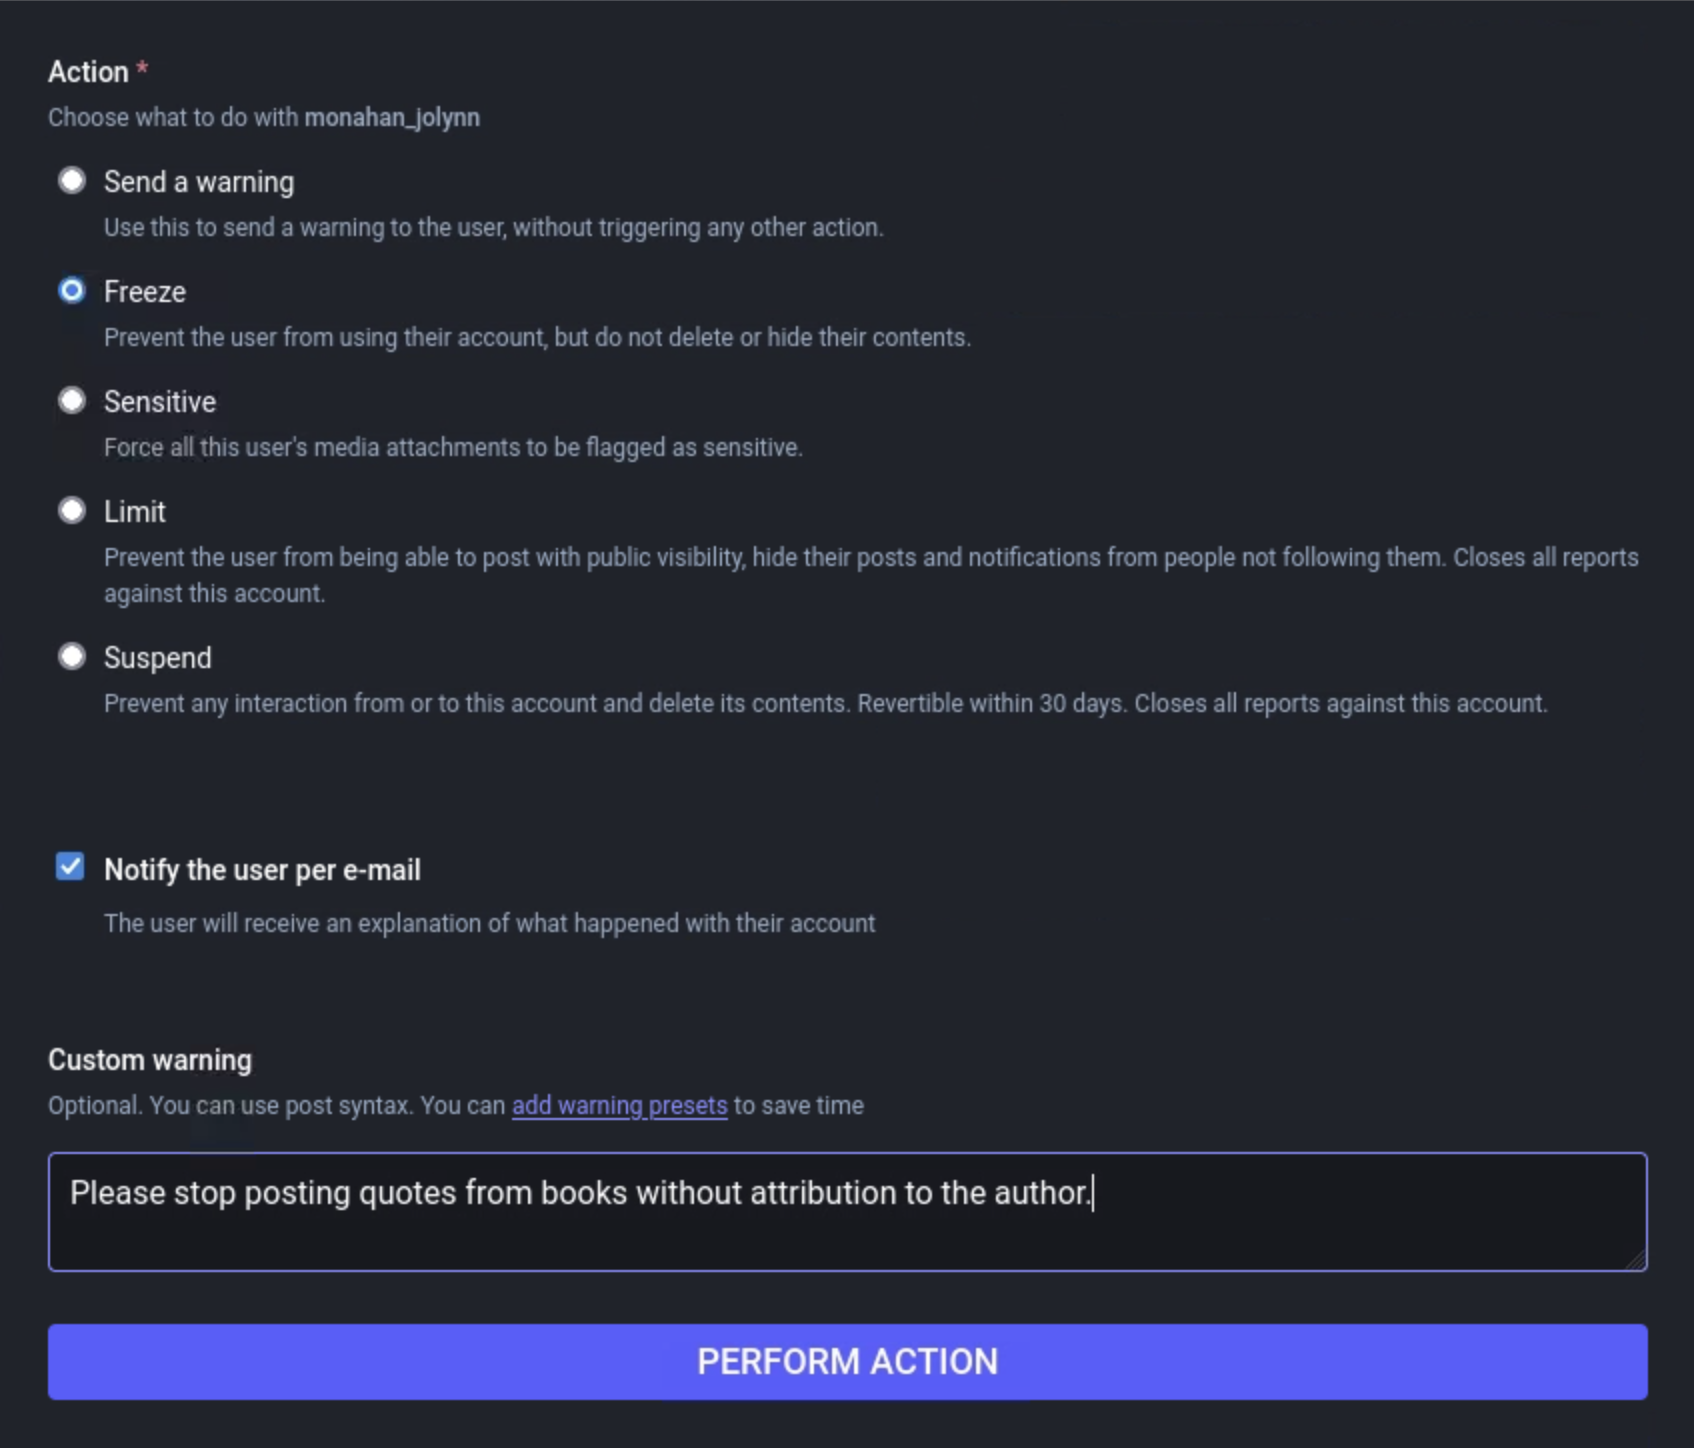 Action *
Choose what to do with monahan_jolynn
Send a warning
Use this to send a warning to the user, without triggering any other action.
Freeze
Prevent the user from using their account, but do not delete or hide their contents.
Sensitive
Force all this user's media attachments to be flagged as sensitive.
Limit
Prevent the user from being able to post with public visibility, hide their posts and notifications from people not following them. Closes all reports
against this account.
Suspend
Prevent any interaction from or to this account and delete its contents. Revertible within 30 days. Closes all reports against this account.
Notify the user per e-mail
The user will receive an explanation of what happened with their account
Custom warning
Optional. You can use post syntax. You can add warning presets to save time
Please stop posting quotes from books without attribution to the author.
PERFORM ACTION